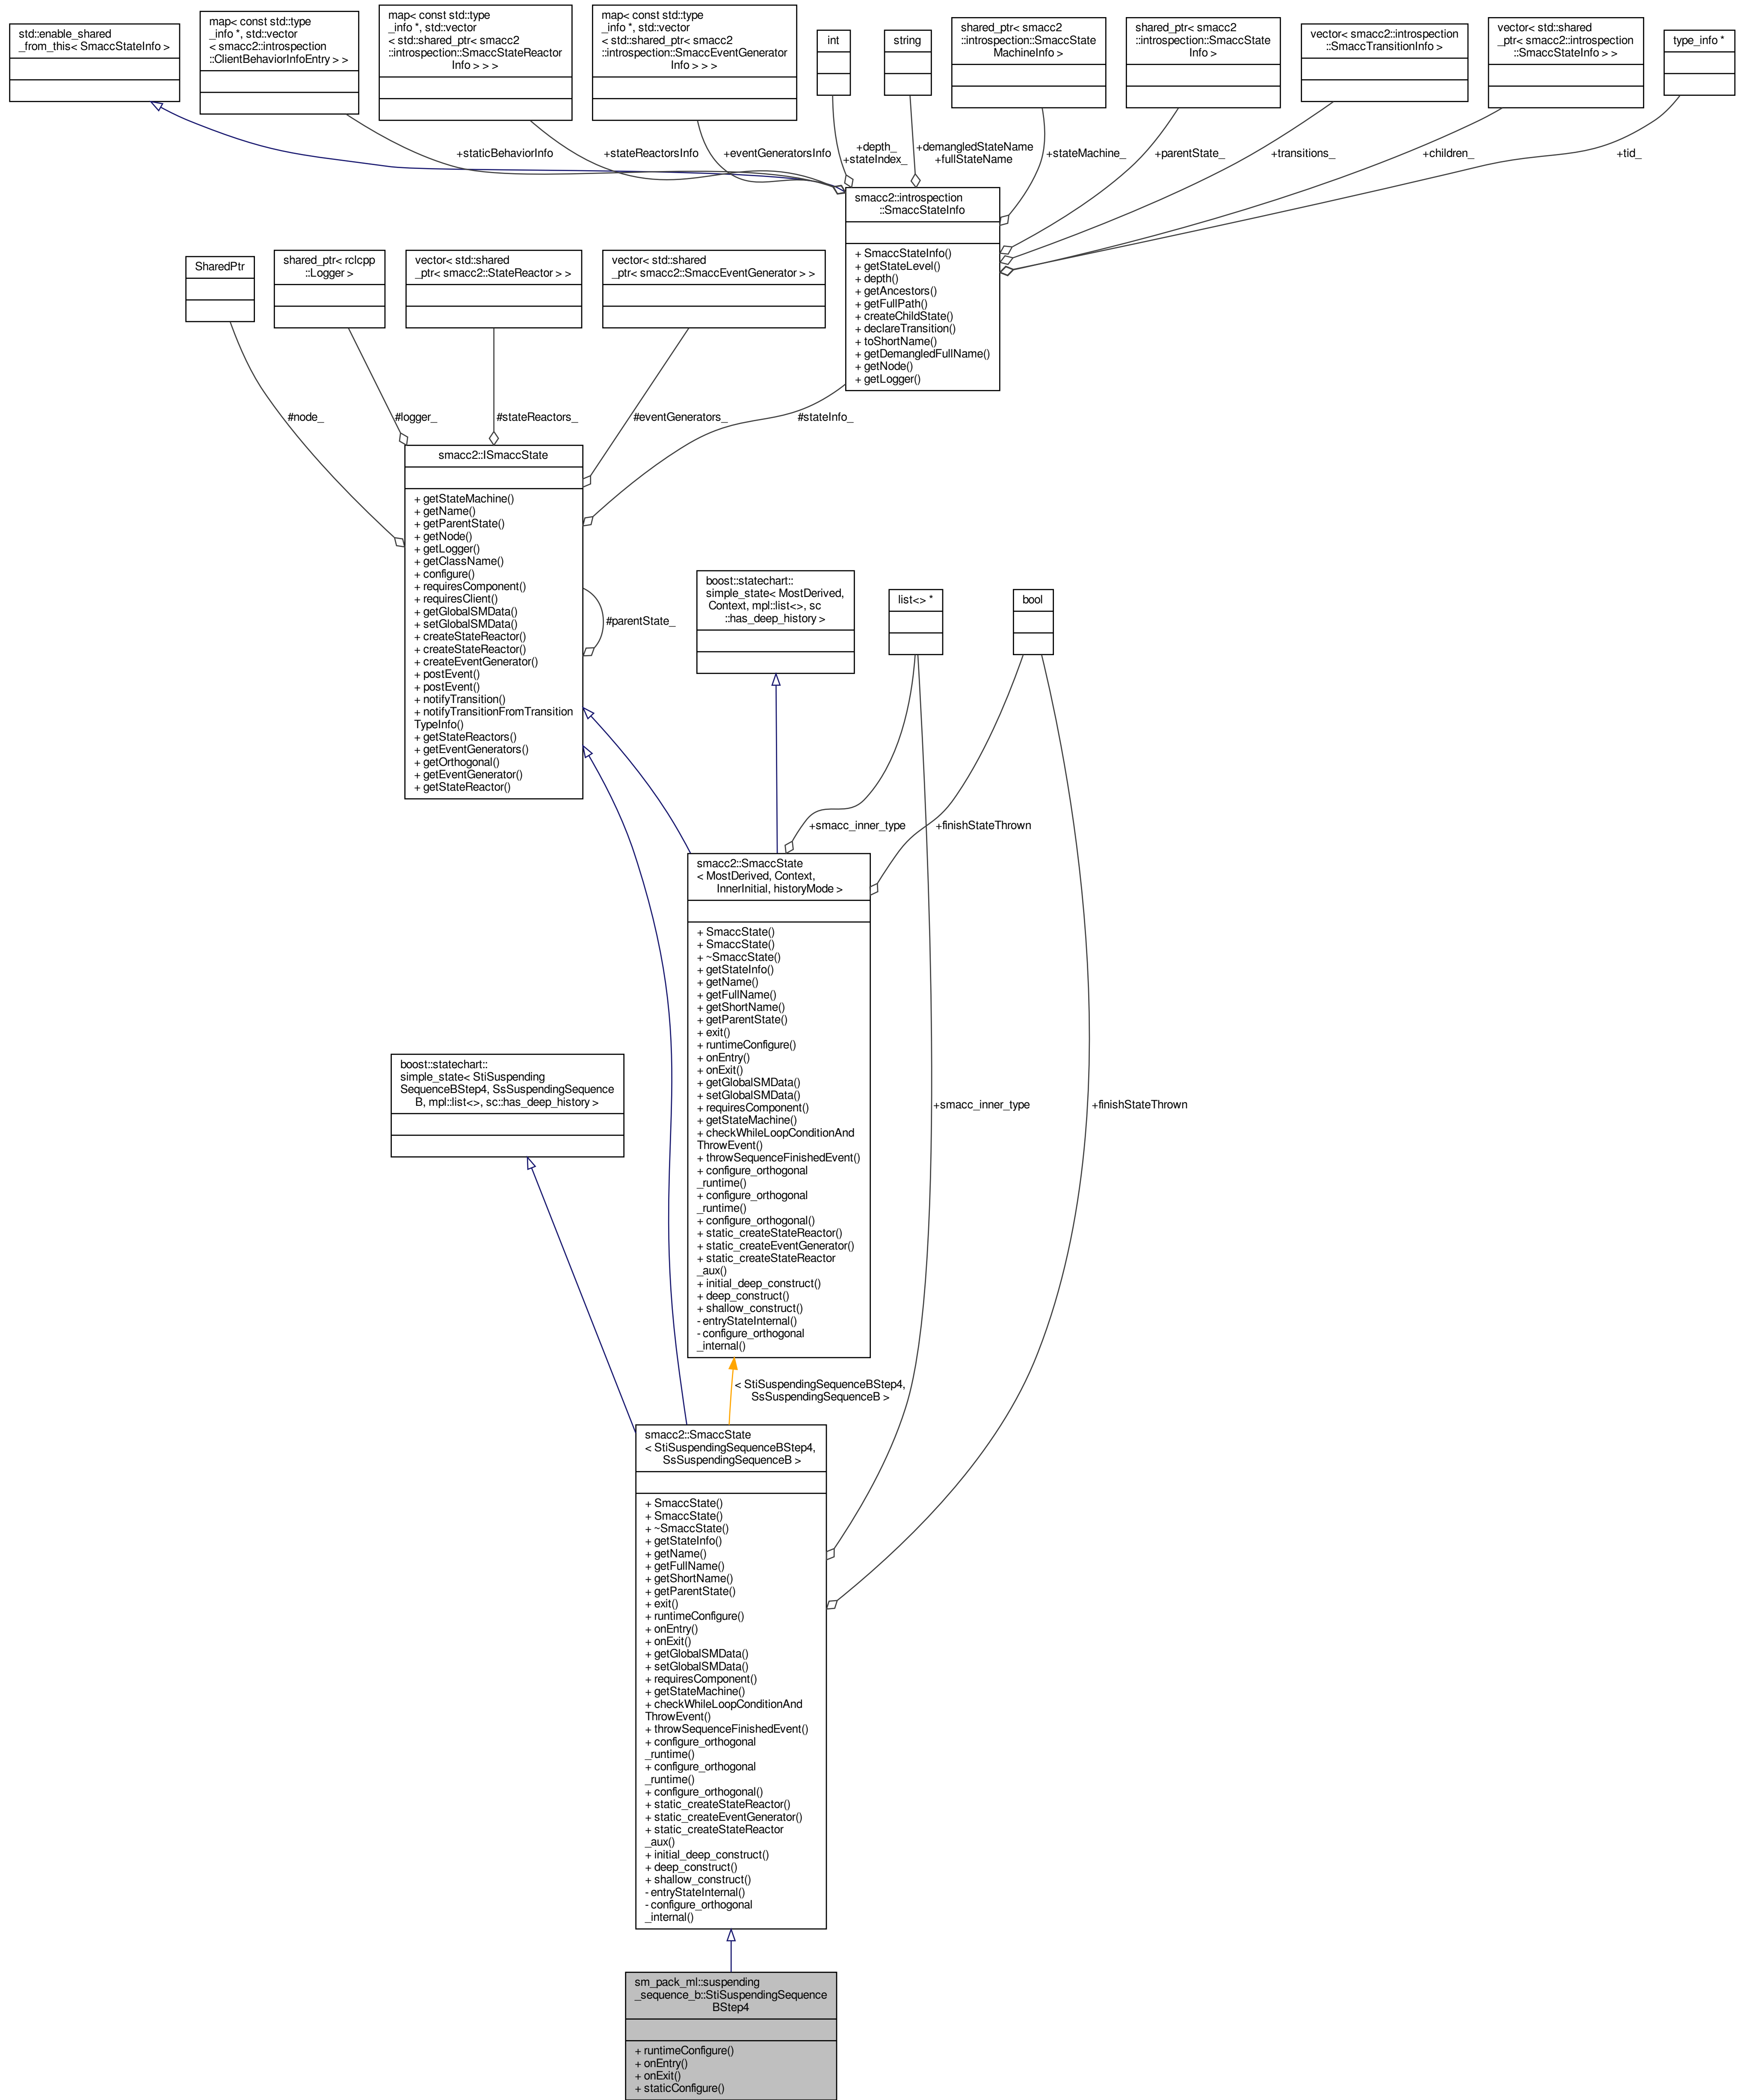 std::enable_shared
_from_this< SmaccStateInfo >
map< const std::type
_info *, std::vector
< smacc2::introspection
::ClientBehaviorInfoEntry > >
map< const std::type
_info *, std::vector
< std::shared_ptr< smacc2
::introspection::SmaccStateReactor
Info > > >
map< const std::type
_info *, std::vector
< std::shared_ptr< smacc2
::introspection::SmaccEventGenerator
Info > > >
int
string
shared_ptr< smacc2
::introspection::SmaccState
MachineInfo >
shared_ptr< smacc2
::introspection::SmaccState
Info >
vector< smacc2::introspection
::SmaccTransitionInfo >
vector< std::shared
_ptr< smacc2::introspection
::SmaccStateInfo > >
type_info *
+staticBehaviorInfo
+stateReactorsInfo
+eventGeneratorsInfo
+depth_
+stateIndex_
+demangledStateName
+fullStateName
+stateMachine_
+parentState_
+transitions_
+children_
+tid_
smacc2::introspection
::SmaccStateInfo
+ SmaccStateInfo()
+ getStateLevel()
+ depth()
+ getAncestors()
+ getFullPath()
+ createChildState()
+ declareTransition()
+ toShortName()
+ getDemangledFullName()
+ getNode()
+ getLogger()
SharedPtr
shared_ptr< rclcpp
::Logger >
vector< std::shared
_ptr< smacc2::StateReactor > >
vector< std::shared
_ptr< smacc2::SmaccEventGenerator > >
#node_
#logger_
#stateReactors_
#eventGenerators_
#stateInfo_
smacc2::ISmaccState
+ getStateMachine()
+ getName()
+ getParentState()
+ getNode()
+ getLogger()
+ getClassName()
+ configure()
+ requiresComponent()
+ requiresClient()
+ getGlobalSMData()
+ setGlobalSMData()
+ createStateReactor()
+ createStateReactor()
+ createEventGenerator()
+ postEvent()
+ postEvent()
+ notifyTransition()
+ notifyTransitionFromTransition
TypeInfo()
+ getStateReactors()
+ getEventGenerators()
+ getOrthogonal()
+ getEventGenerator()
+ getStateReactor()
#parentState_
boost::statechart::
simple_state< MostDerived,
Context, mpl::list<>, sc
::has_deep_history >
list<> *
bool
+smacc_inner_type
+finishStateThrown
smacc2::SmaccState
< MostDerived, Context,
InnerInitial, historyMode >
+ SmaccState()
+ SmaccState()
+ ~SmaccState()
+ getStateInfo()
+ getName()
+ getFullName()
+ getShortName()
+ getParentState()
+ exit()
+ runtimeConfigure()
+ onEntry()
+ onExit()
+ getGlobalSMData()
+ setGlobalSMData()
+ requiresComponent()
+ getStateMachine()
+ checkWhileLoopConditionAnd
ThrowEvent()
+ throwSequenceFinishedEvent()
+ configure_orthogonal
_runtime()
+ configure_orthogonal
_runtime()
+ configure_orthogonal()
+ static_createStateReactor()
+ static_createEventGenerator()
+ static_createStateReactor
_aux()
+ initial_deep_construct()
+ deep_construct()
+ shallow_construct()
- entryStateInternal()
- configure_orthogonal
_internal()
boost::statechart::
simple_state< StiSuspending
SequenceBStep4, SsSuspendingSequence
B, mpl::list<>, sc::has_deep_history >
+smacc_inner_type
+finishStateThrown
< StiSuspendingSequenceBStep4,
SsSuspendingSequenceB >
smacc2::SmaccState
< StiSuspendingSequenceBStep4,
SsSuspendingSequenceB >
+ SmaccState()
+ SmaccState()
+ ~SmaccState()
+ getStateInfo()
+ getName()
+ getFullName()
+ getShortName()
+ getParentState()
+ exit()
+ runtimeConfigure()
+ onEntry()
+ onExit()
+ getGlobalSMData()
+ setGlobalSMData()
+ requiresComponent()
+ getStateMachine()
+ checkWhileLoopConditionAnd
ThrowEvent()
+ throwSequenceFinishedEvent()
+ configure_orthogonal
_runtime()
+ configure_orthogonal
_runtime()
+ configure_orthogonal()
+ static_createStateReactor()
+ static_createEventGenerator()
+ static_createStateReactor
_aux()
+ initial_deep_construct()
+ deep_construct()
+ shallow_construct()
- entryStateInternal()
- configure_orthogonal
_internal()
sm_pack_ml::suspending
_sequence_b::StiSuspendingSequence
BStep4
+ runtimeConfigure()
+ onEntry()
+ onExit()
+ staticConfigure()